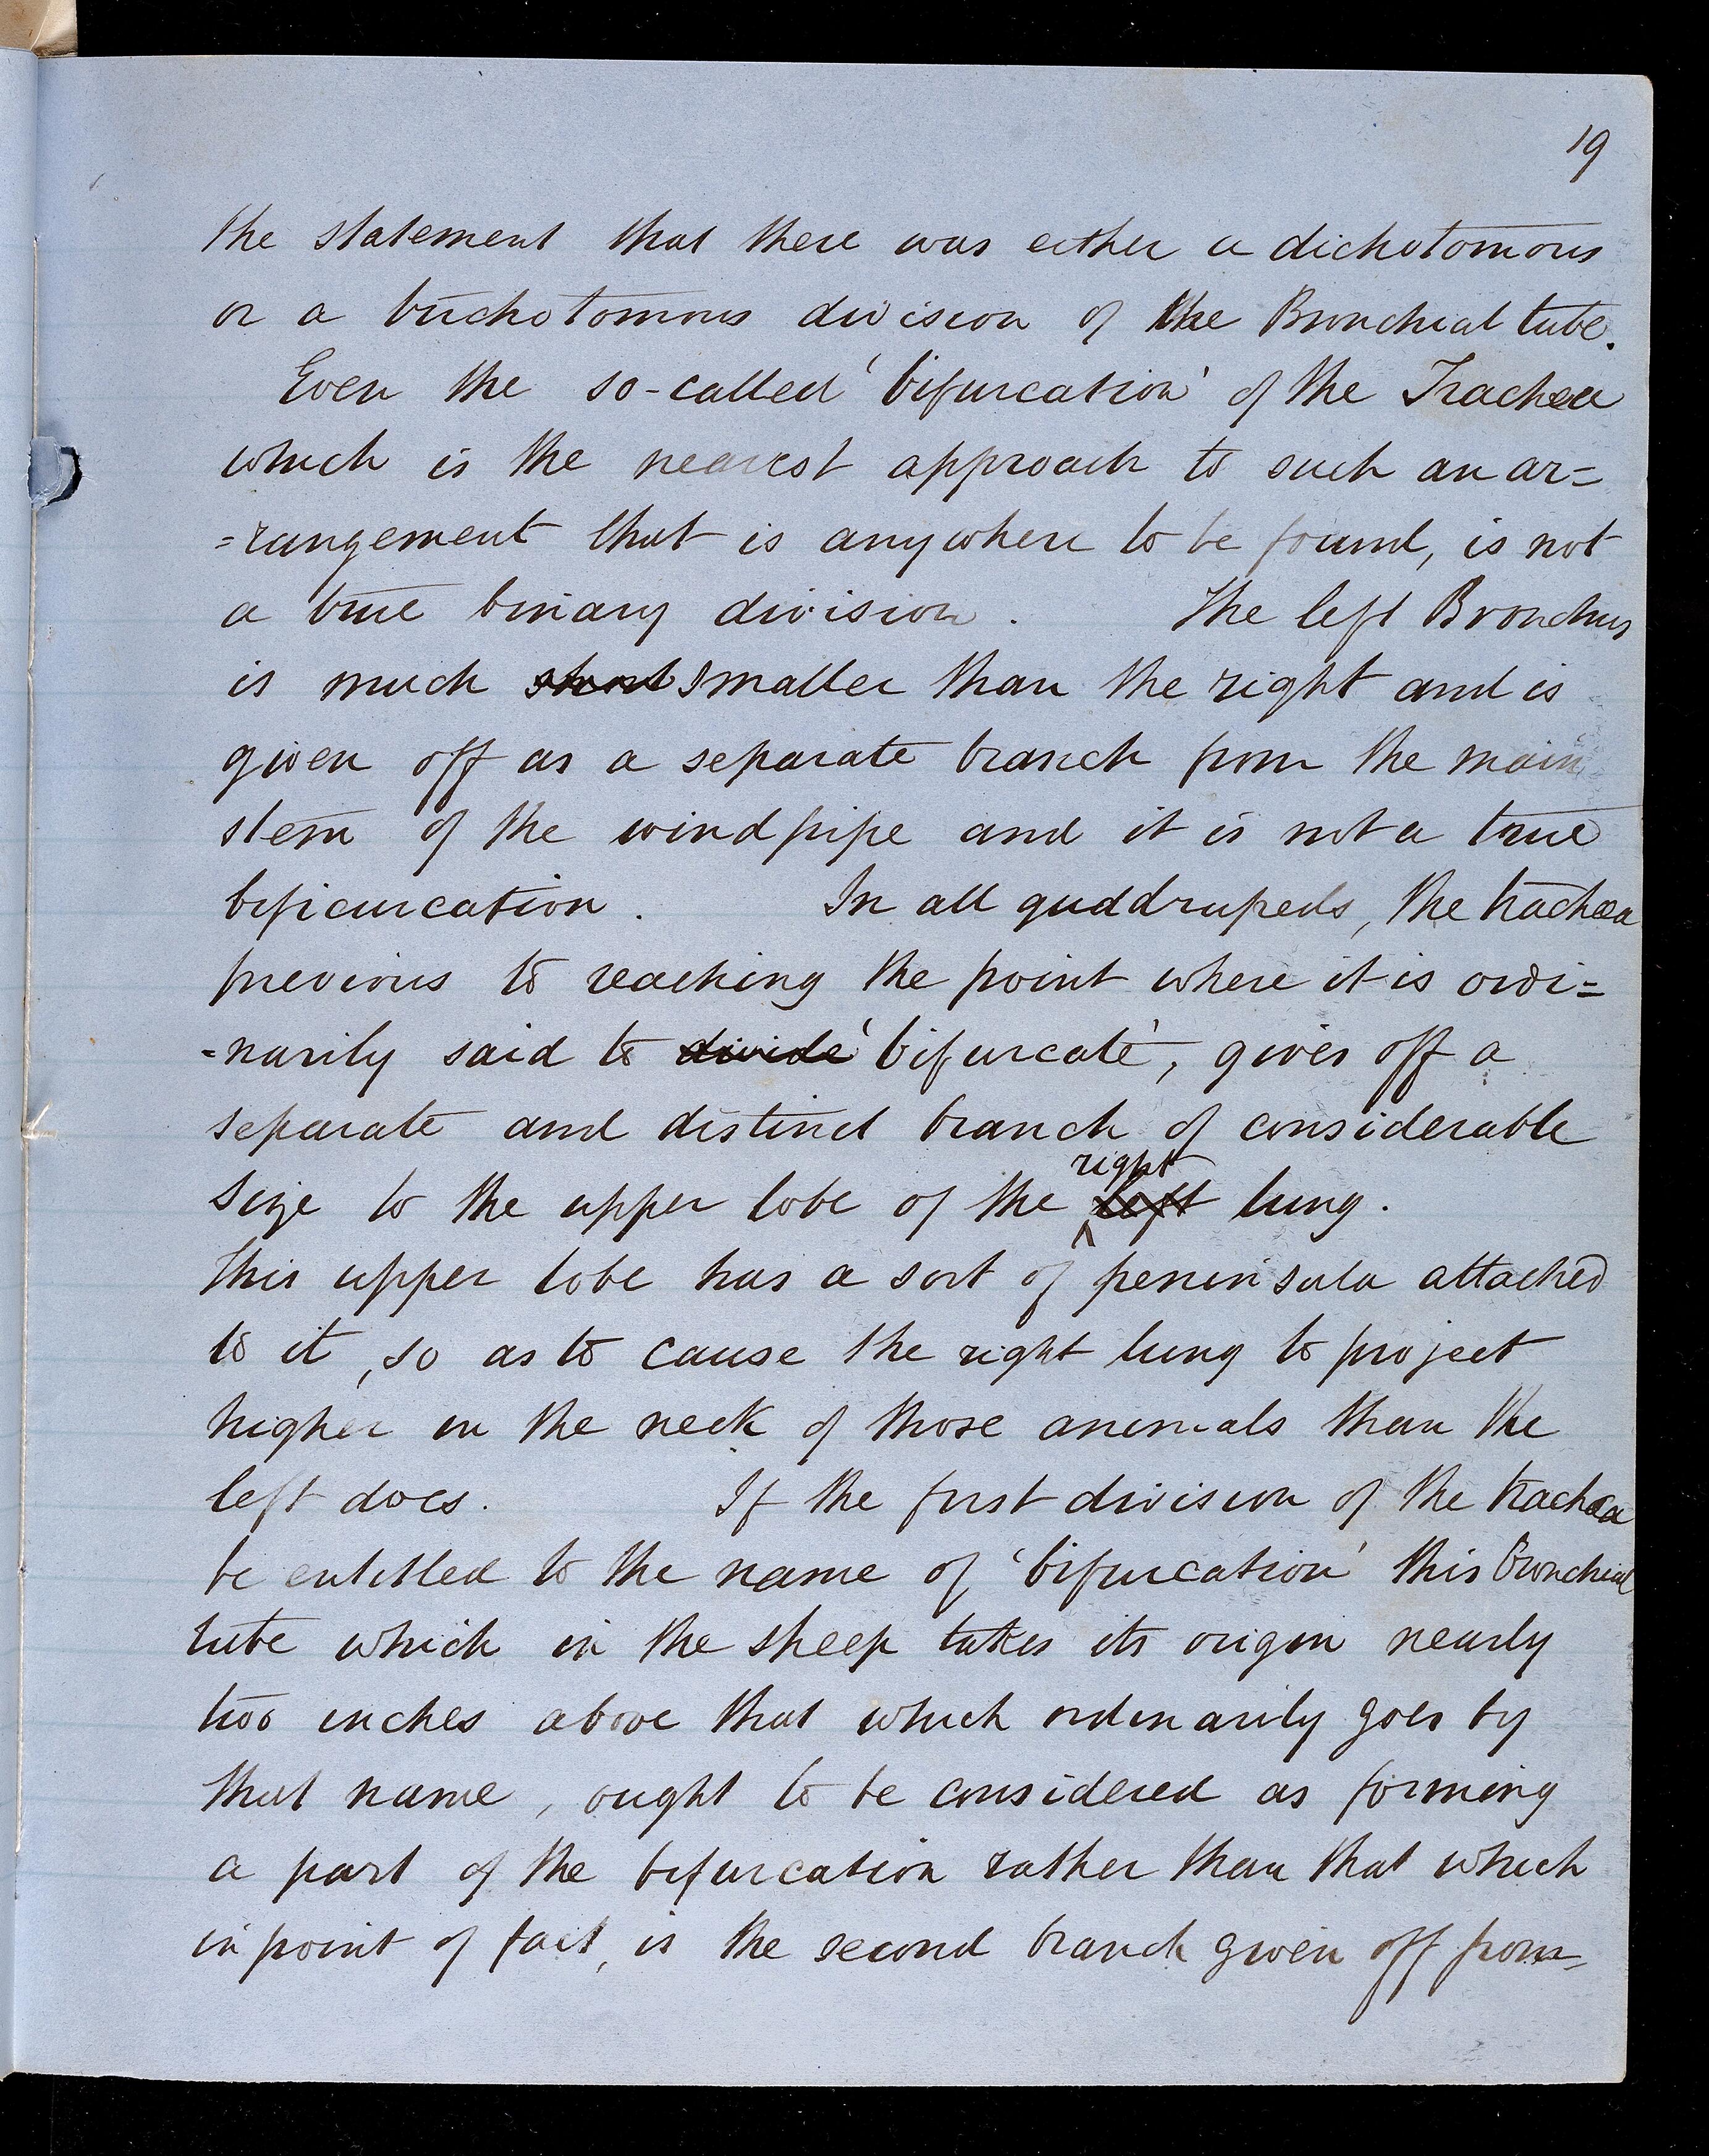 19
the statement that there was either a dichotomous
or a trichotomous division of the Bronchial tube.
Even the so-called 'bifurcation' of the Trachea
which is the nearest approach to such an ar=
=rangement that is anywhere to be found, is not
a true binary division. The left Bronchus
is much smaller than the right and is
given off as a separate branch from the main
stem of the windpipe and it is not a true
bificurcation. In all quddrupeds, the trachea
previous to reaching the point where it is ordi=
=narily said to divide 'bifurcate', gives off a
separate and distinct branch of considerable
right
size to the upper lobe of the left lung.
This upper lobe has a sort of peninsula attached
to it, so as to cause the right lung to project
higher in the neck of those animals than the
left does. If the first division of the trachea
be entitled to the name of 'bifurcation' this bronchial
tube which in the sheep takes its origin nearly
two inches above that which ordinarily goes by
that name, ought to be considered as forming
a part of the bifurcation rather than that which
in point of fact, is the second branch given off from